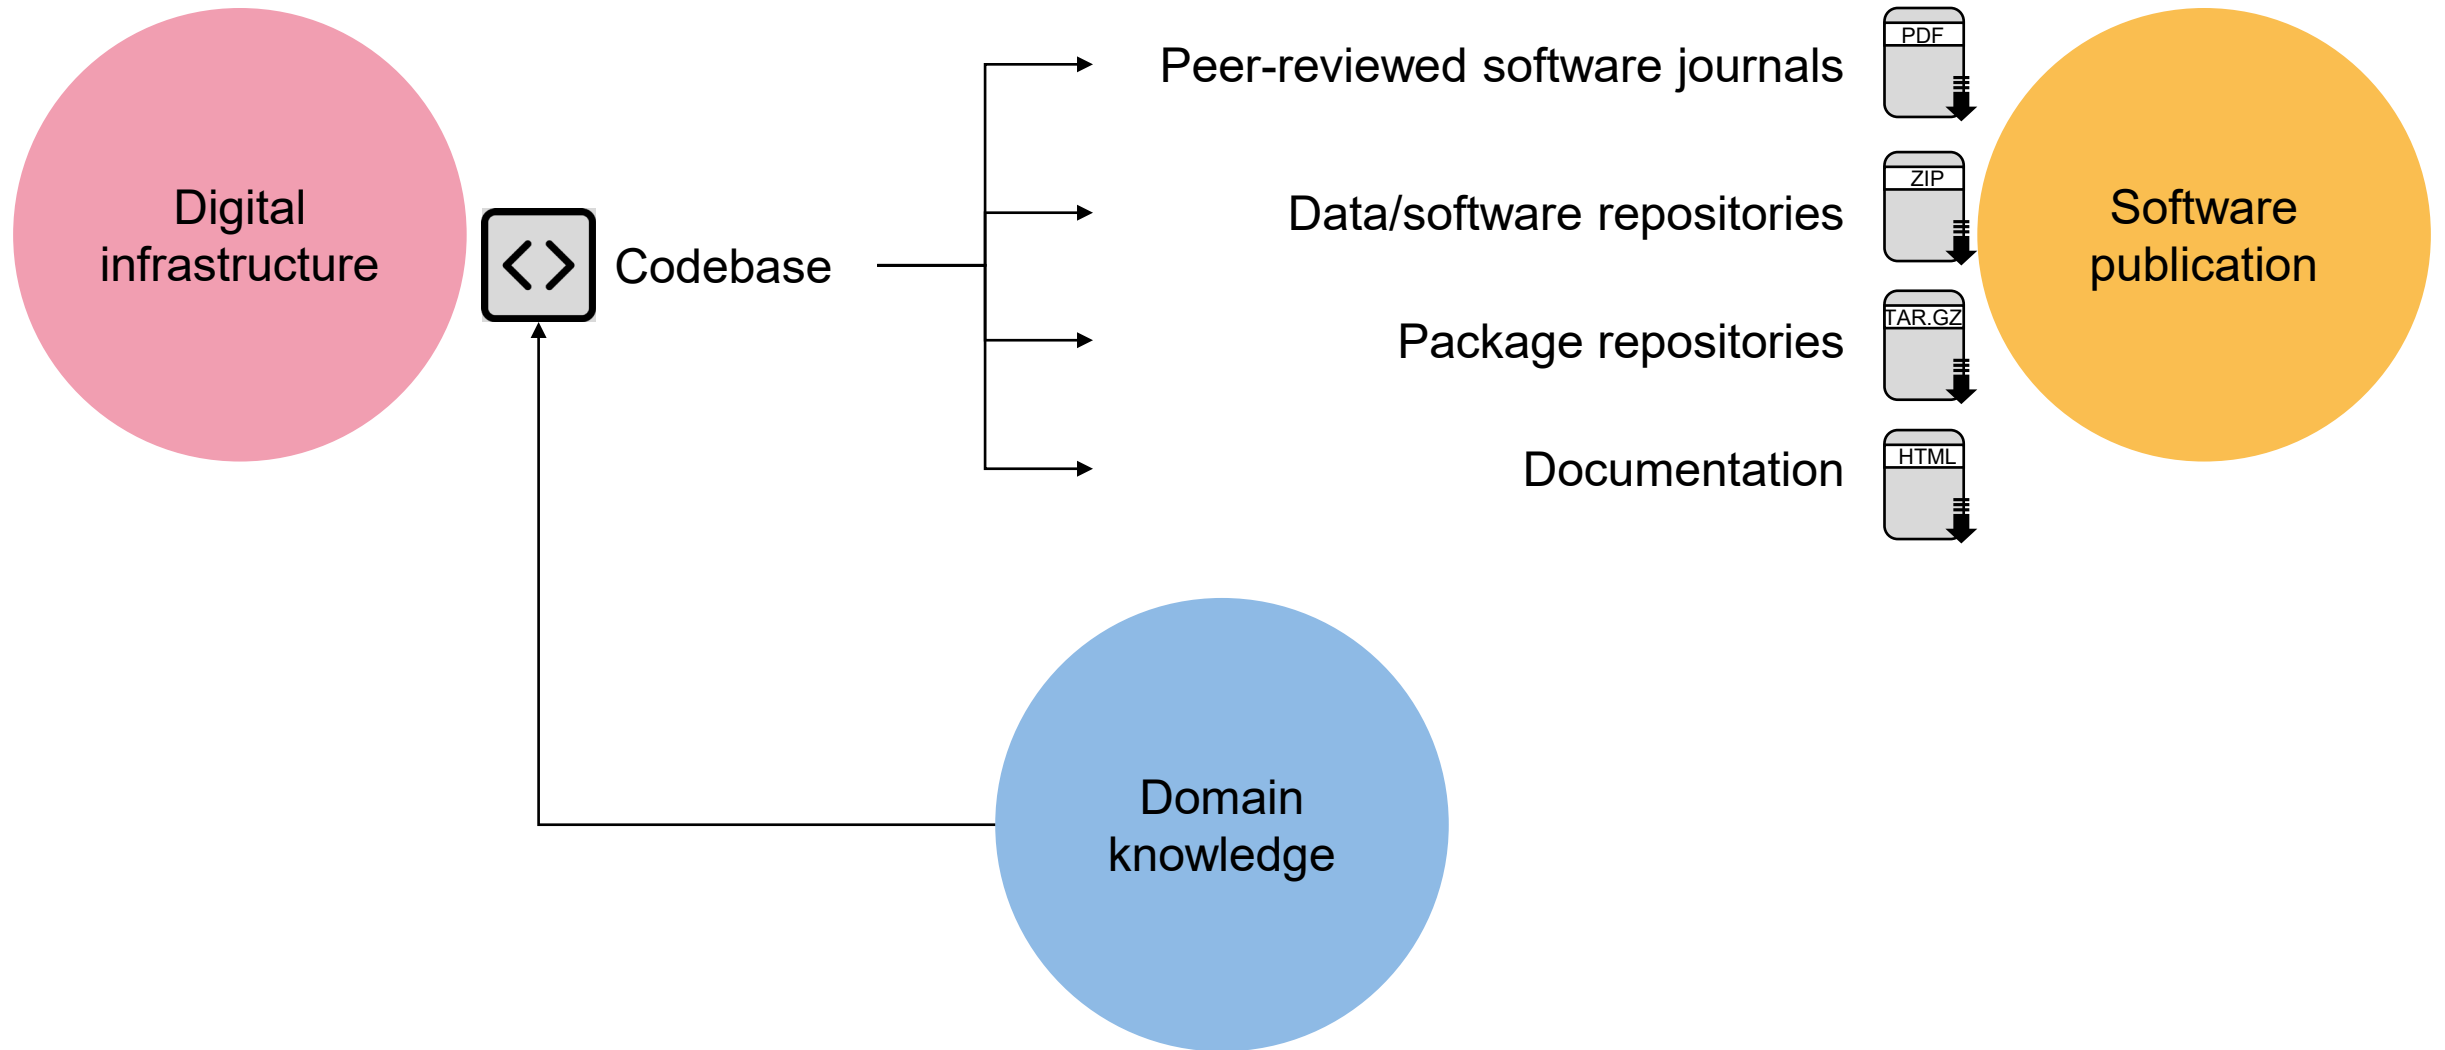 Digital
infrastructure
Codebase
Peer-reviewed software journals
PDF
Data/software repositories
ZIP
Package repositories
TAR.GZ
Documentation
HTML
Software
publication
Domain
knowledge